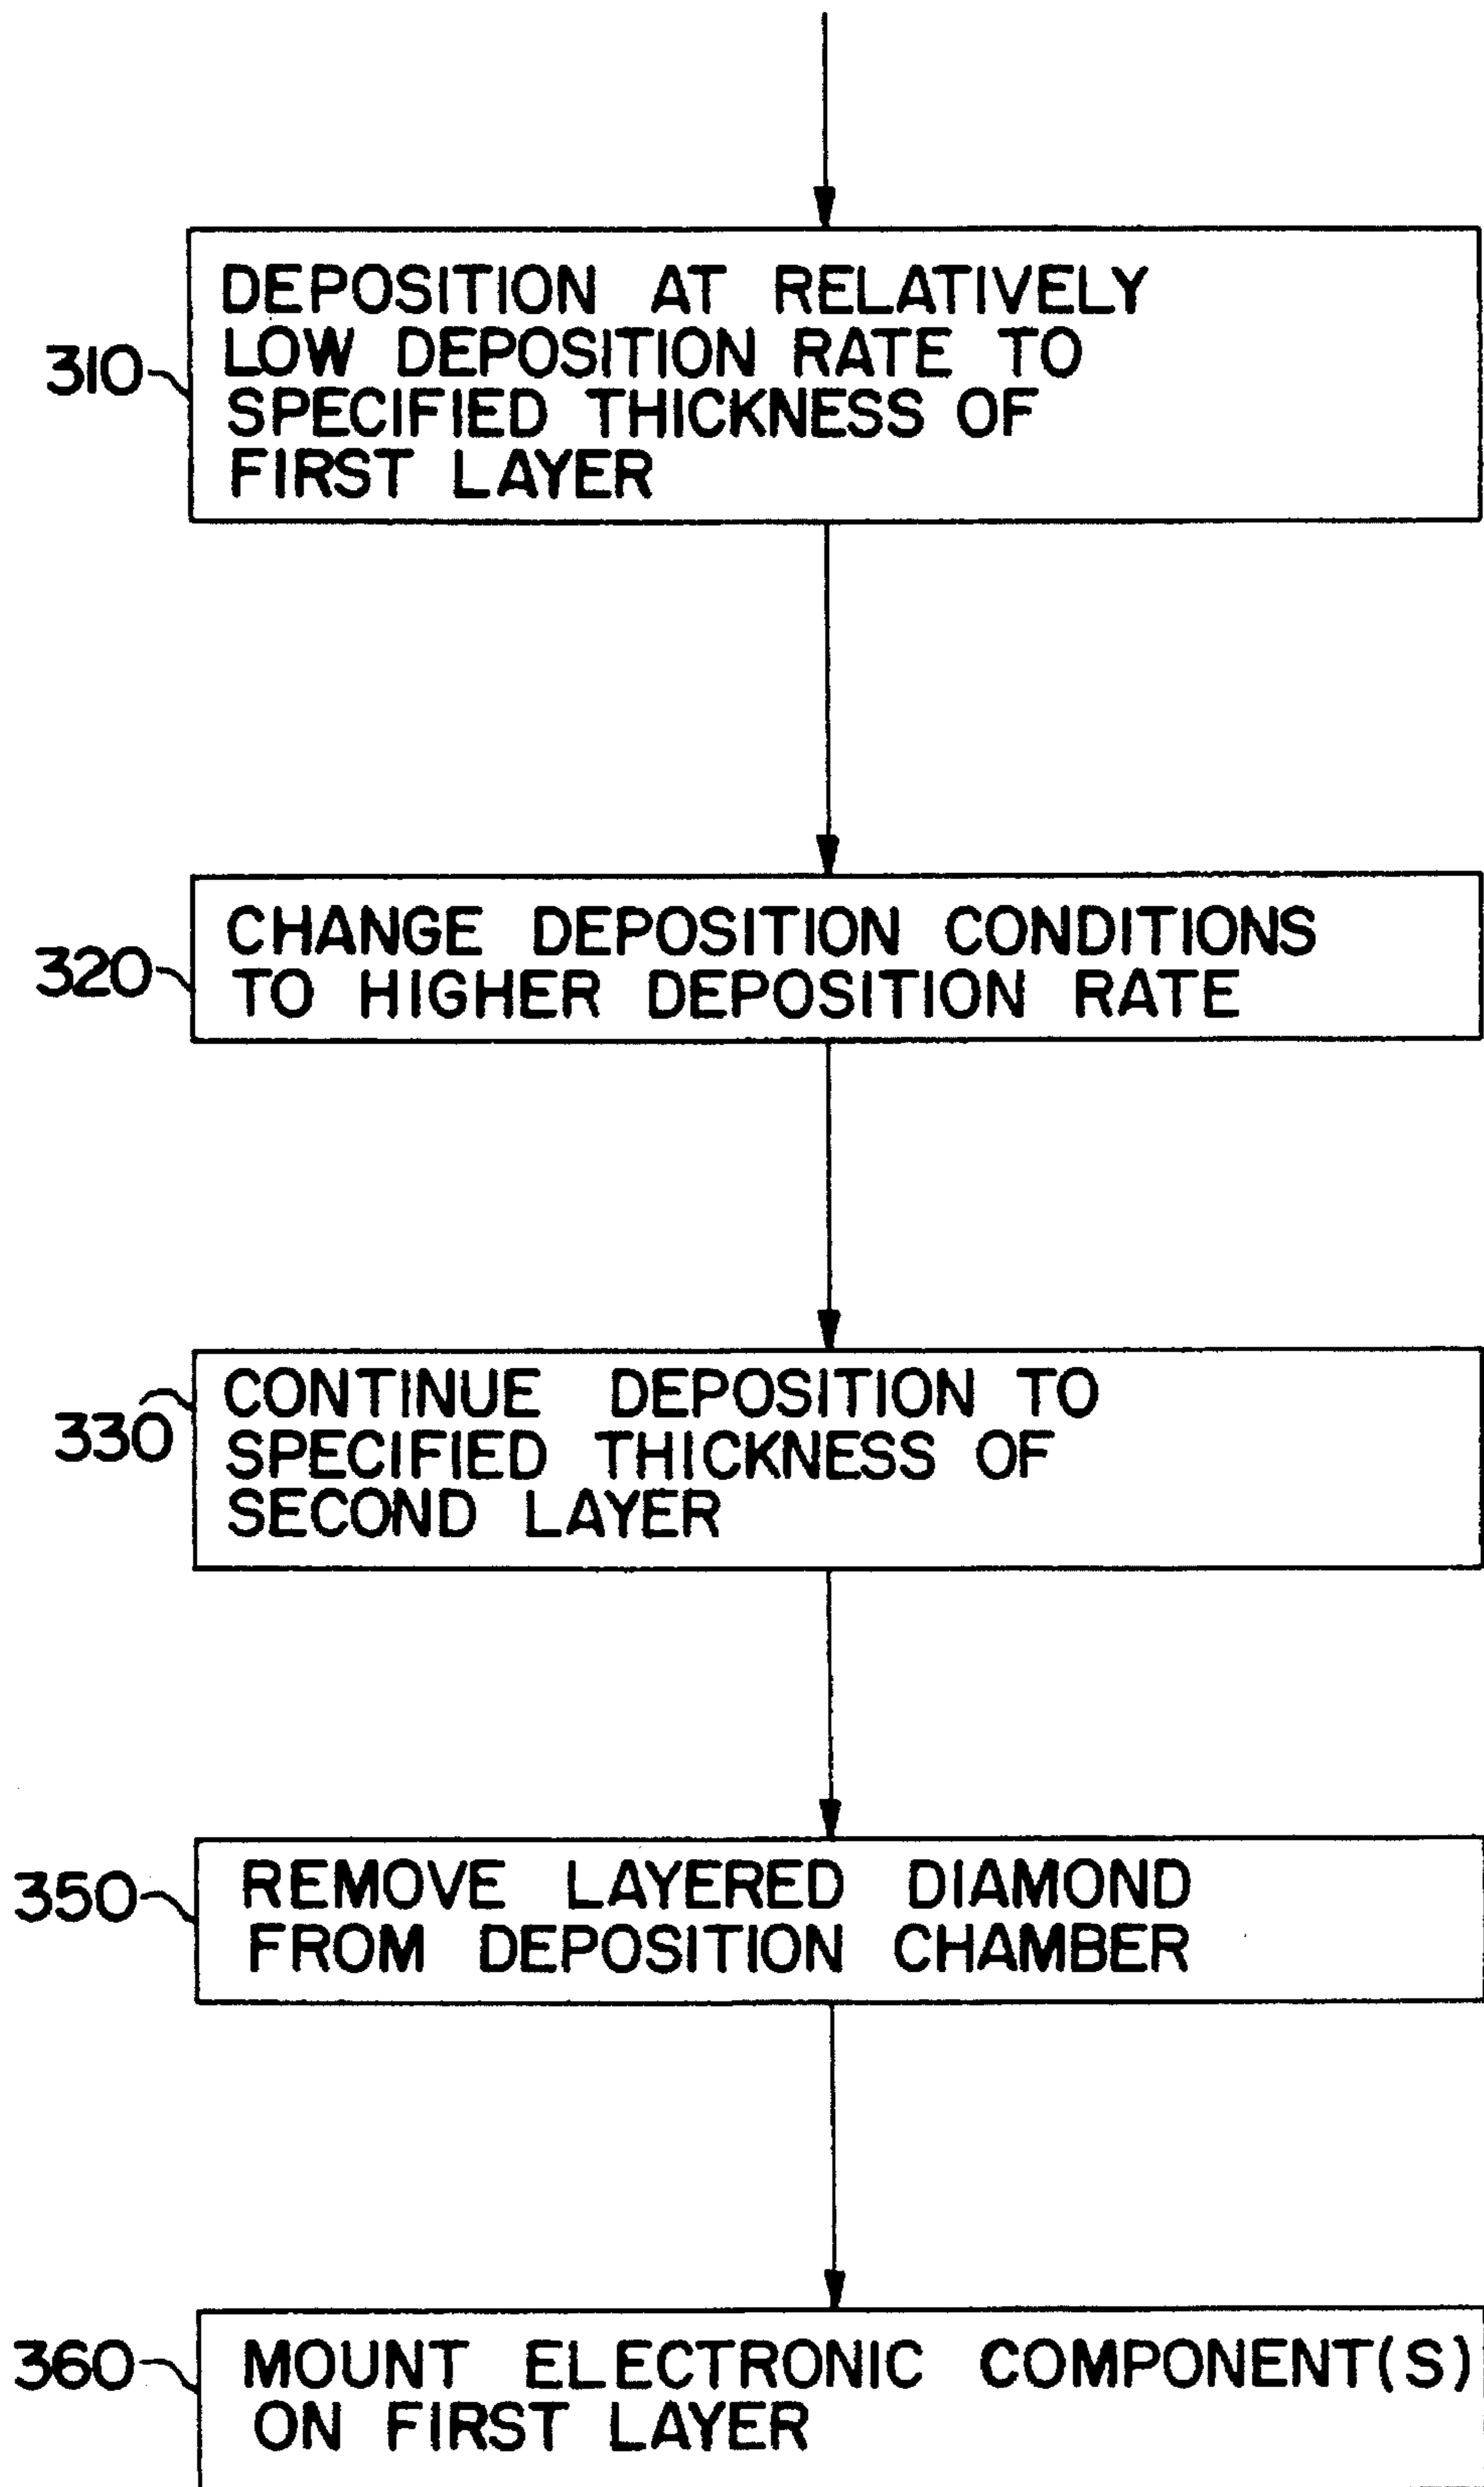 310
DEPOSITION AT RELATIVELY
LOW DEPOSITION RATE TO
SPECIFIED THICKNESS OF
FIRST LAYER
320
CHANGE DEPOSITION CONDITIONS
TO HIGHER DEPOSITION RATE
330
CONTINUE DEPOSITION TO
SPECIFIED THICKNESS OF
SECOND LAYER
350
REMOVE LAYERED DIAMOND
FROM DEPOSITION CHAMBER
360
MOUNT ELECTRONIC COMPONENT(S)
ON FIRST LAYER